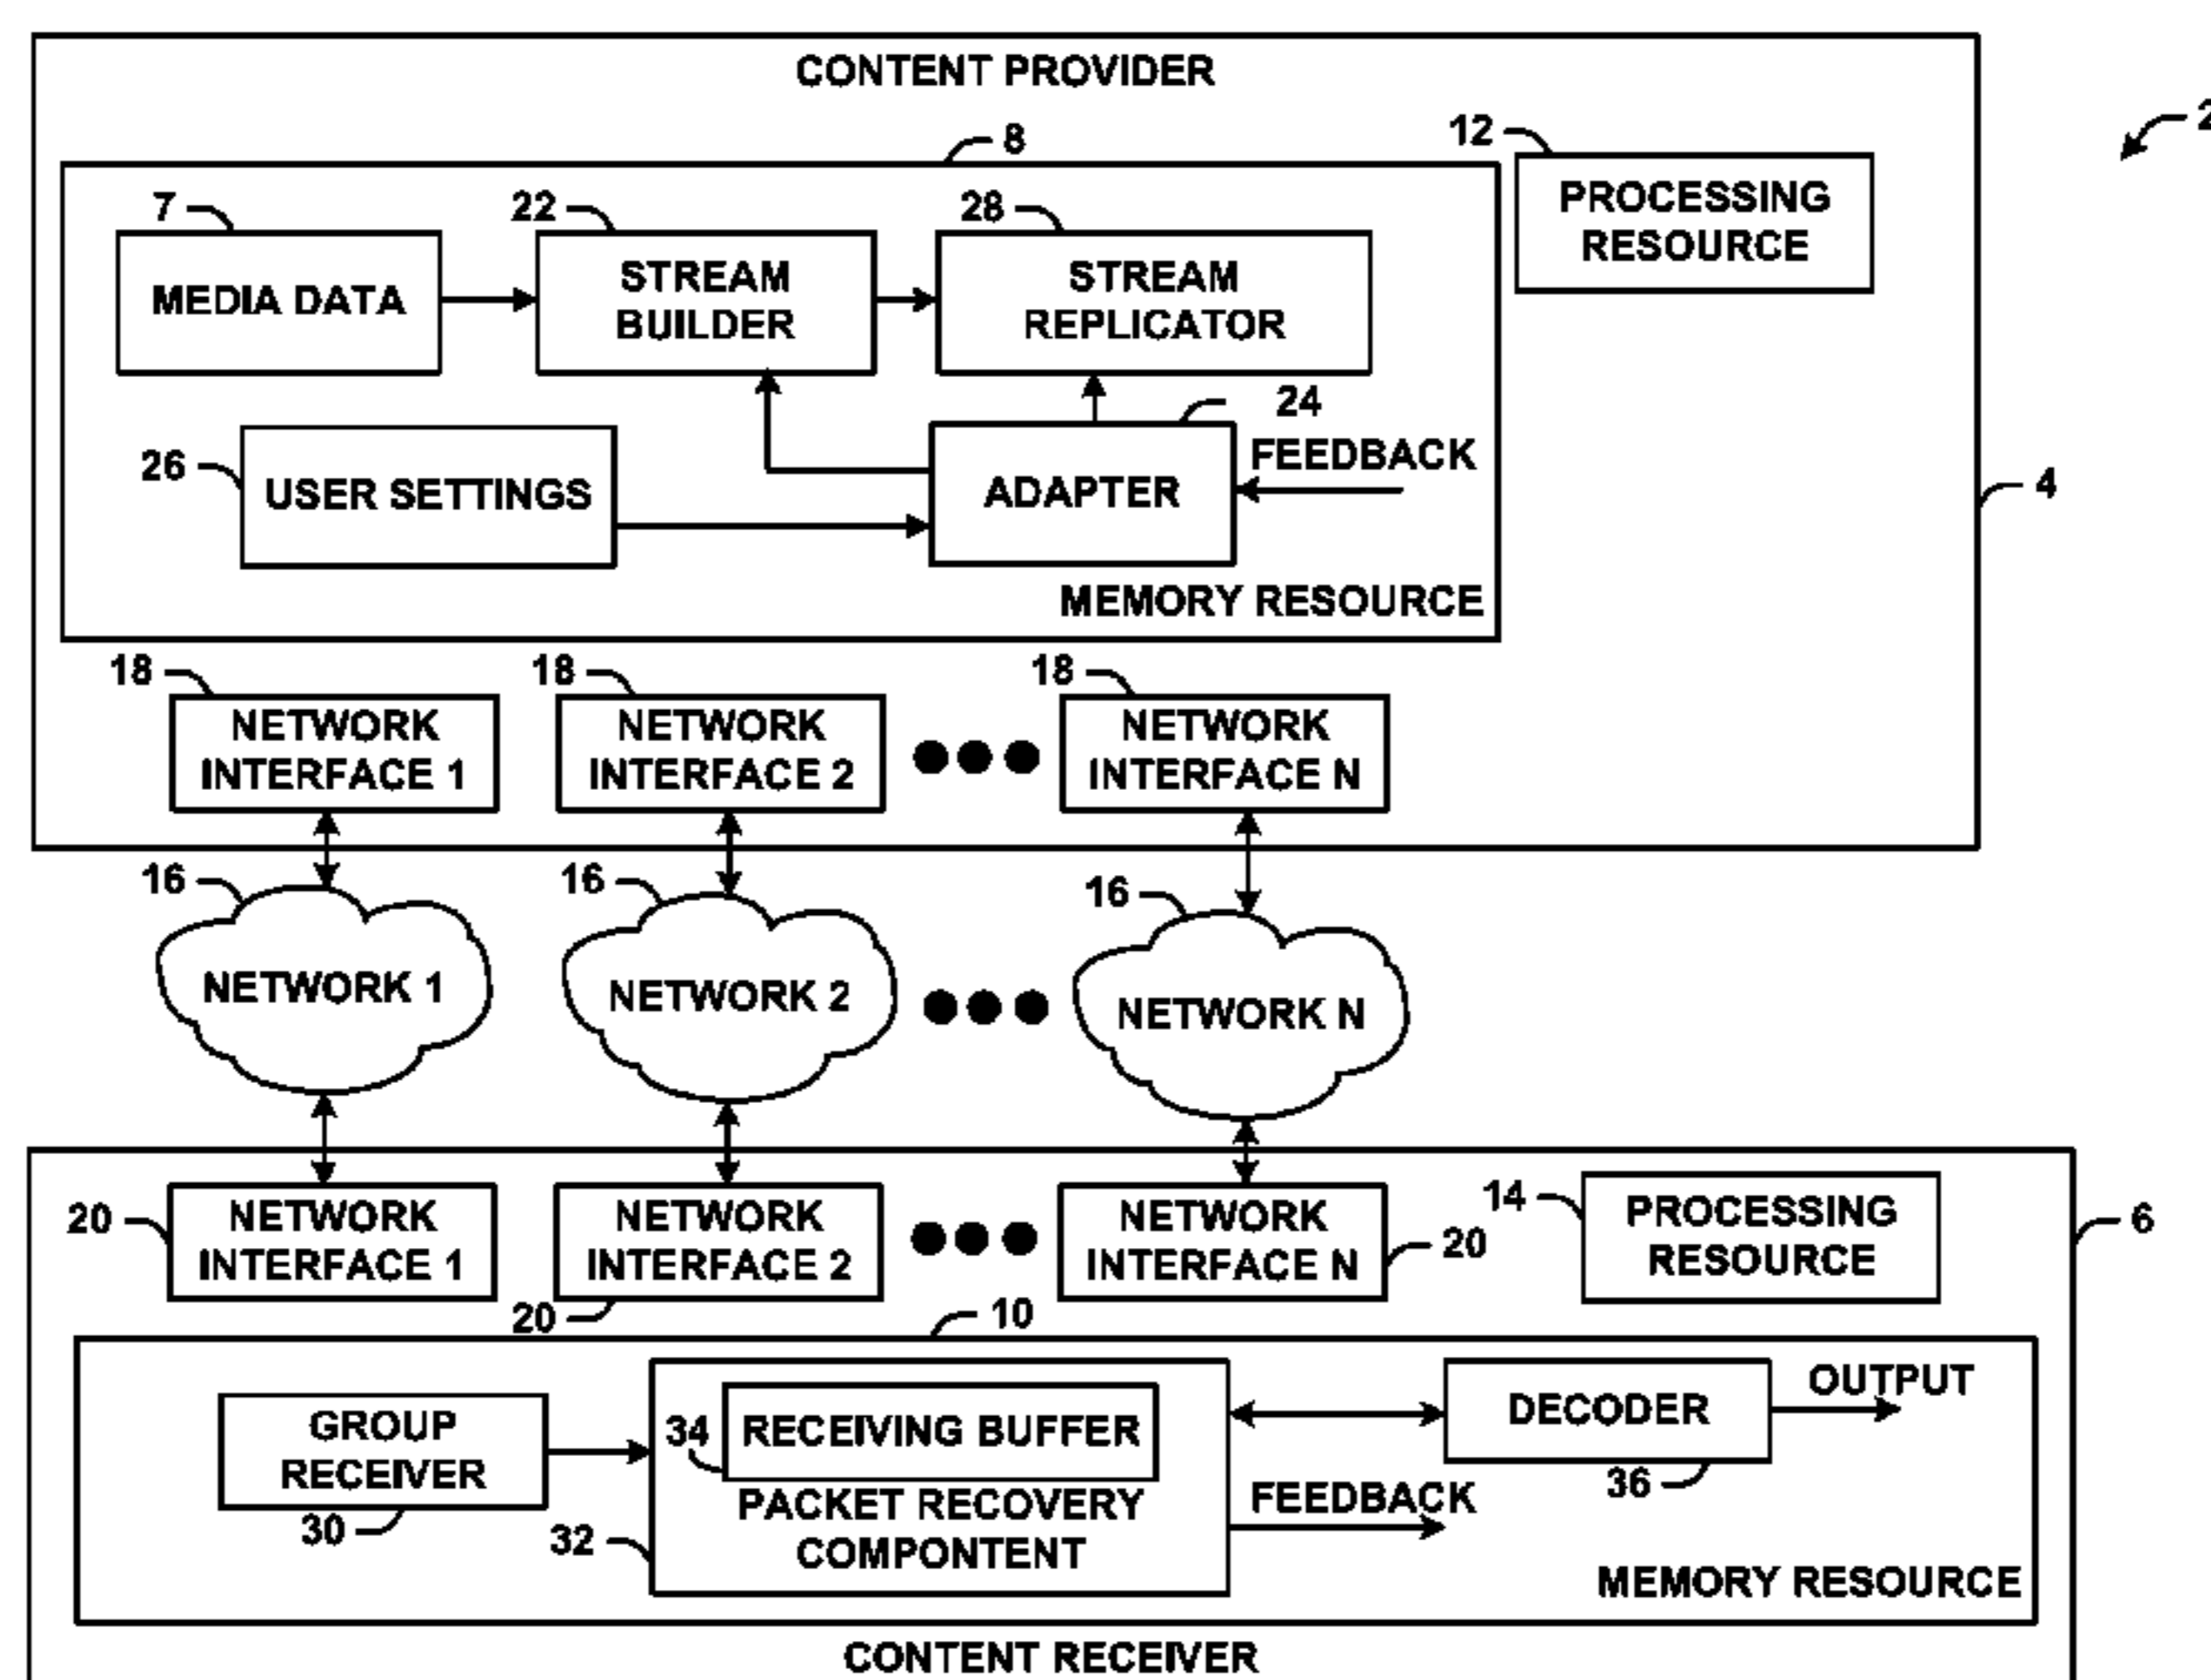 CONTENT PROVIDER
2
8
12
PROCESSING
RESOURCE
7
22
28
MEDIA DATA
STREAM
BUILDER
STREAM
REPLICATOR
24
26
USER SETTINGS
ADAPTER
FEEDBACK
4
MEMORY RESOURCE
18
18
18
NETWORK
INTERFACE 1
NETWORK
INTERFACE 2
NETWORK
INTERFACE N
16
16
16
NETWORK 1
NETWORK 2
NETWORK N
20
NETWORK
INTERFACE 1
NETWORK
INTERFACE 2
20
NETWORK
INTERFACE N
20
14
PROCESSING
RESOURCE
6
10
GROUP
RECEIVER
30
34
RECEIVING BUFFER
PACKET RECOVERY
COMPONTENT
32
DECODER
36
OUTPUT
FEEDBACK
MEMORY RESOURCE
CONTENT RECEIVER